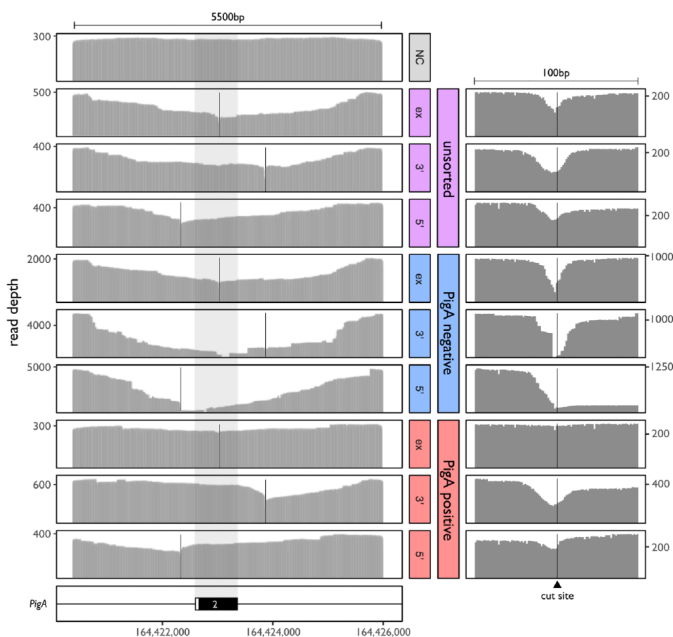 5500bp
300
NC
100bp
500
ex
unsorted
200
400
3'
200
400
5'
200
2000
ex
PigA negative
1000
4000
3'
1000
5000
5'
1250
300
ex
PigA positive
200
600
3'
400
400
5'
200
read depth
cut site
PigA
2
164,422,000
164,424,000
164,426,000